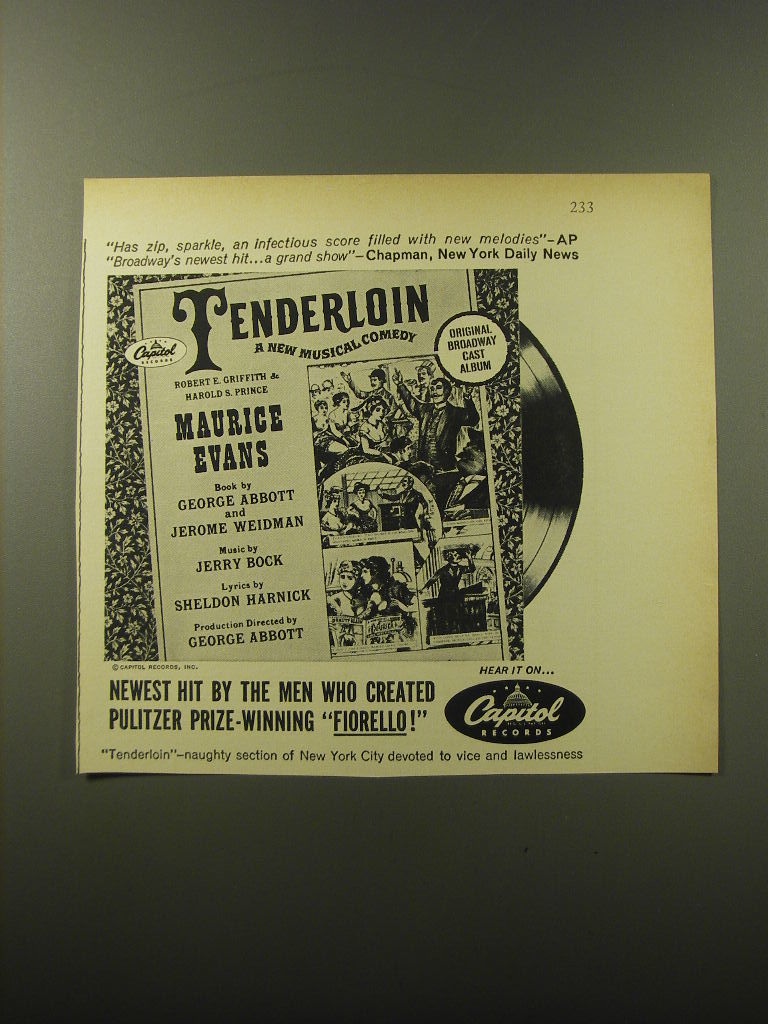 233
"Has zip, sparkle, an infectious score filled with new melodies"–AP
"Broadway's newest hit...a grand show"–Chapman, New York Daily News
TENDERLOIN
A NEW MUSICAL COMEDY
Capitol
RECORDS
ORIGINAL
BROADWAY
CAST
ALBUM
ROBERT E. GRIFFITH &
HAROLD S. PRINCE
MAURICE
EVANS
Book by
GEORGE ABBOTT
and
JEROME WEIDMAN
Music by
JERRY BOCK
Lyrics by
SHELDON HARNICK
Production Directed by
GEORGE ABBOTT
© CAPITOL RECORDS, INC.
HEAR IT ON...
NEWEST HIT BY THE MEN WHO CREATED
PULITZER PRIZE-WINNING "FIORELLO!"
Capitol
RECORDS
"Tenderloin"–naughty section of New York City devoted to vice and lawlessness